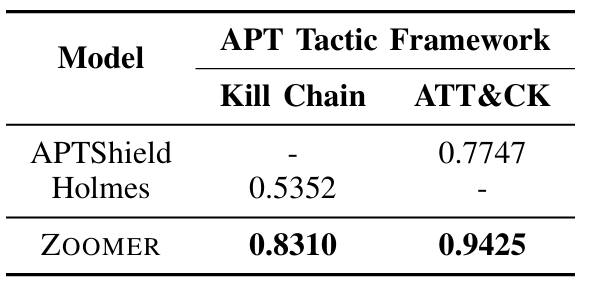 Model APT Tactic Framework
Kill Chain ATT&CK
APTShield - 0.7747
Holmes 0.5352 -
ZOOMER 0.8310 0.9425